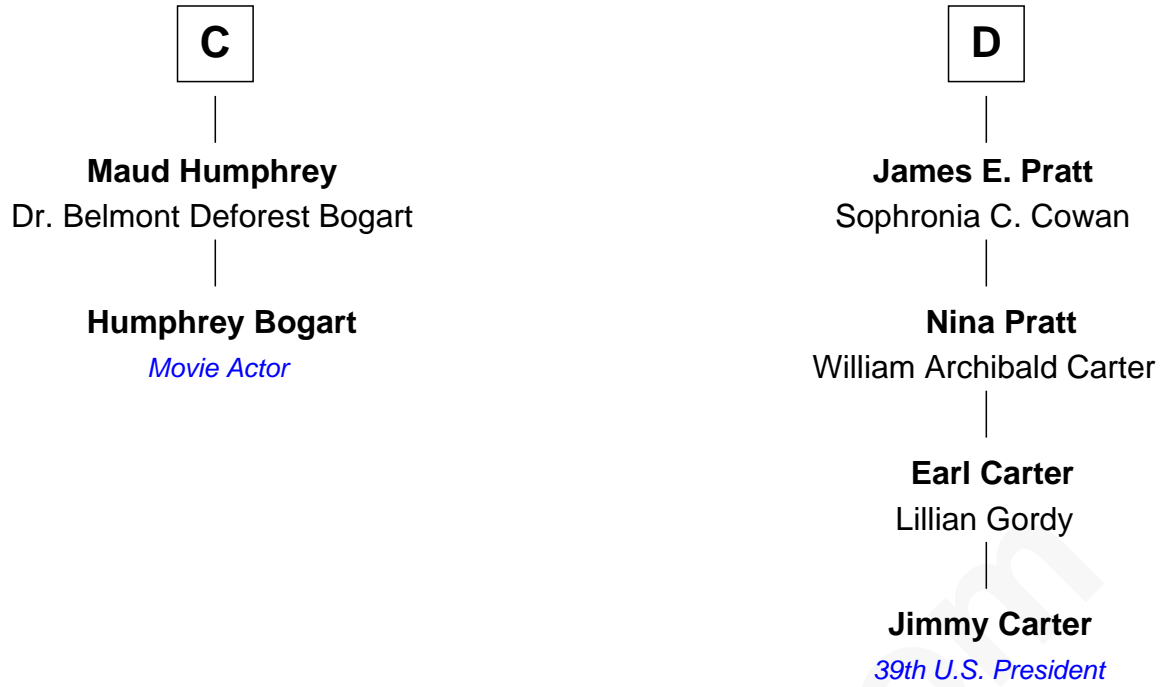 C
Maud Humphrey
Dr. Belmont Deforest Bogart
Humphrey Bogart
Movie Actor
D
James E. Pratt
Sophronia C. Cowan
Nina Pratt
William Archibald Carter
Earl Carter
Lillian Gordy
Jimmy Carter
39th U.S. President